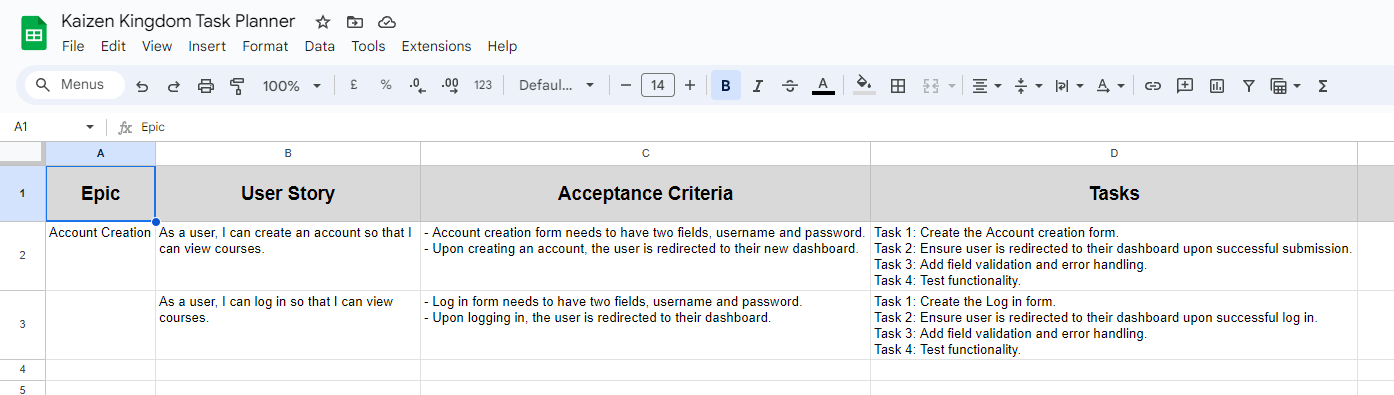 Kaizen Kingdom Task Planner
File Edit View Insert Format Data Tools Extensions Help
Menus 100% £ % .0 .00 123 Defaul... 14 B I S A Σ
A1 fx Epic
A B C D
1 Epic User Story Acceptance Criteria Tasks
2 Account Creation
As a user, I can create an account so that I
can view courses.
- Account creation form needs to have two fields, username and password.
- Upon creating an account, the user is redirected to their new dashboard.
Task 1: Create the Account creation form.
Task 2: Ensure user is redirected to their dashboard upon successful submission.
Task 3: Add field validation and error handling.
Task 4: Test functionality.
3
As a user, I can log in so that I can view
courses.
- Log in form needs to have two fields, username and password.
- Upon logging in, the user is redirected to their dashboard.
Task 1: Create the Log in form.
Task 2: Ensure user is redirected to their dashboard upon successful log in.
Task 3: Add field validation and error handling.
Task 4: Test functionality.
4
5